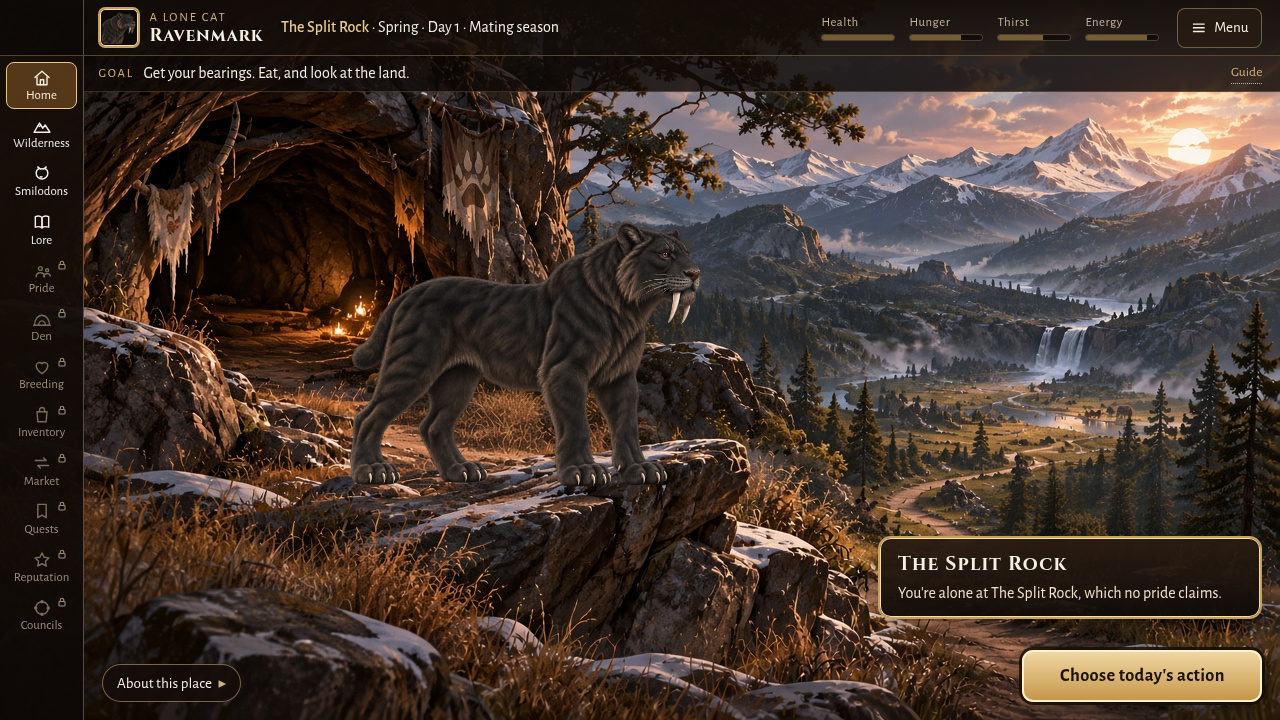 A LONE CAT
RAVENMARK
The Split Rock · Spring · Day 1 · Mating season
Health
Hunger
Thirst
Energy
Menu
GOAL Get your bearings. Eat, and look at the land.
Guide
Home
Wilderness
Smilodons
Lore
Pride
Den
Breeding
Inventory
Market
Quests
Reputation
Councils
THE SPLIT ROCK
You're alone at The Split Rock, which no pride claims.
About this place ▸
Choose today's action